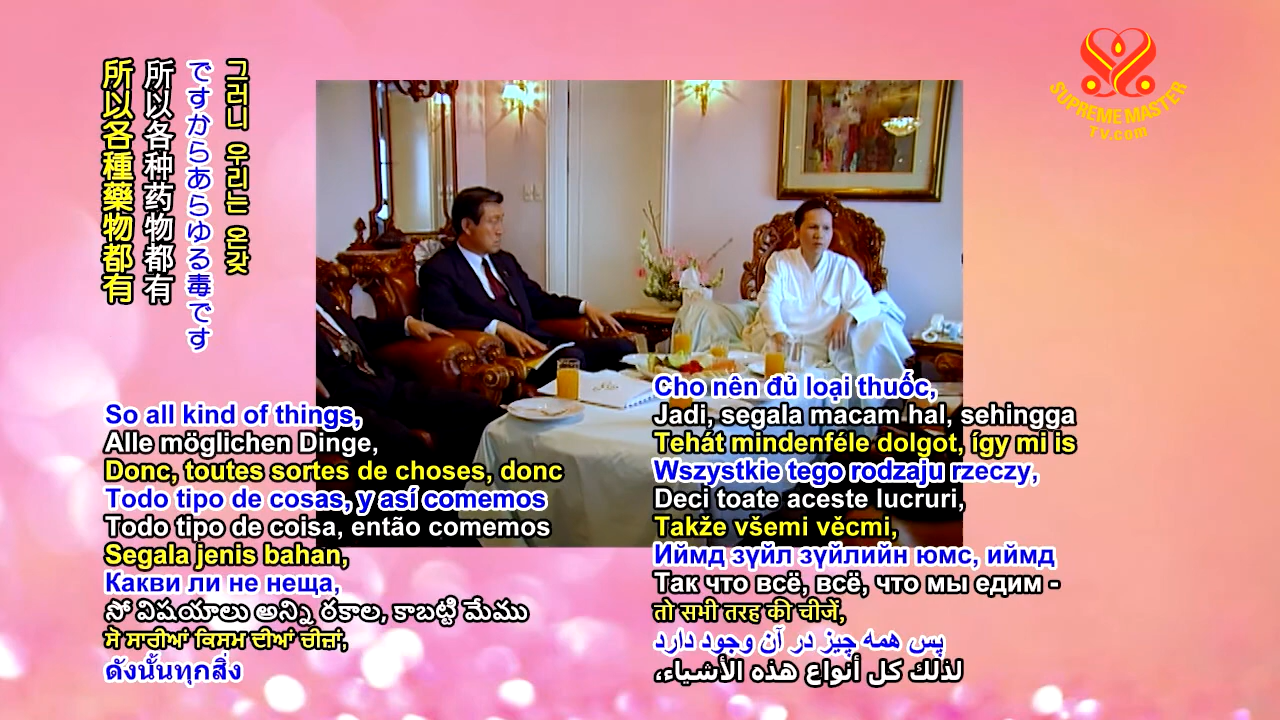 그러니 우리는 온갖
ですからあらゆる毒です
所以各种药物都有
所以各種藥物都有
SUPREME MASTER
TV.com
So all kind of things,
Alle möglichen Dinge,
Donc, toutes sortes de choses, donc
Todo tipo de cosas, y así comemos
Todo tipo de coisa, então comemos
Segala jenis bahan,
Какви ли не неща,
సో విషయాలు అన్ని రకాల, కాబట్టి మేము
ਸੋ ਸਾਰੀਆਂ ਕਿਸਮ ਦੀਆਂ ਚੀਜ਼ਾਂ,
ดังนั้นทุกสิ่ง
Cho nên đủ loại thuốc,
Jadi, segala macam hal, sehingga
Tehát mindenféle dolgot, így mi is
Wszystkie tego rodzaju rzeczy,
Deci toate aceste lucruri,
Takže všemi věcmi,
Иймд зүйл зүйлийн юмс, иймд
Так что всё, всё, что мы едим -
तो सभी तरह की चीजें,
پس همه چیز در آن وجود دارد
لذلك كل أنواع هذه الأشياء،